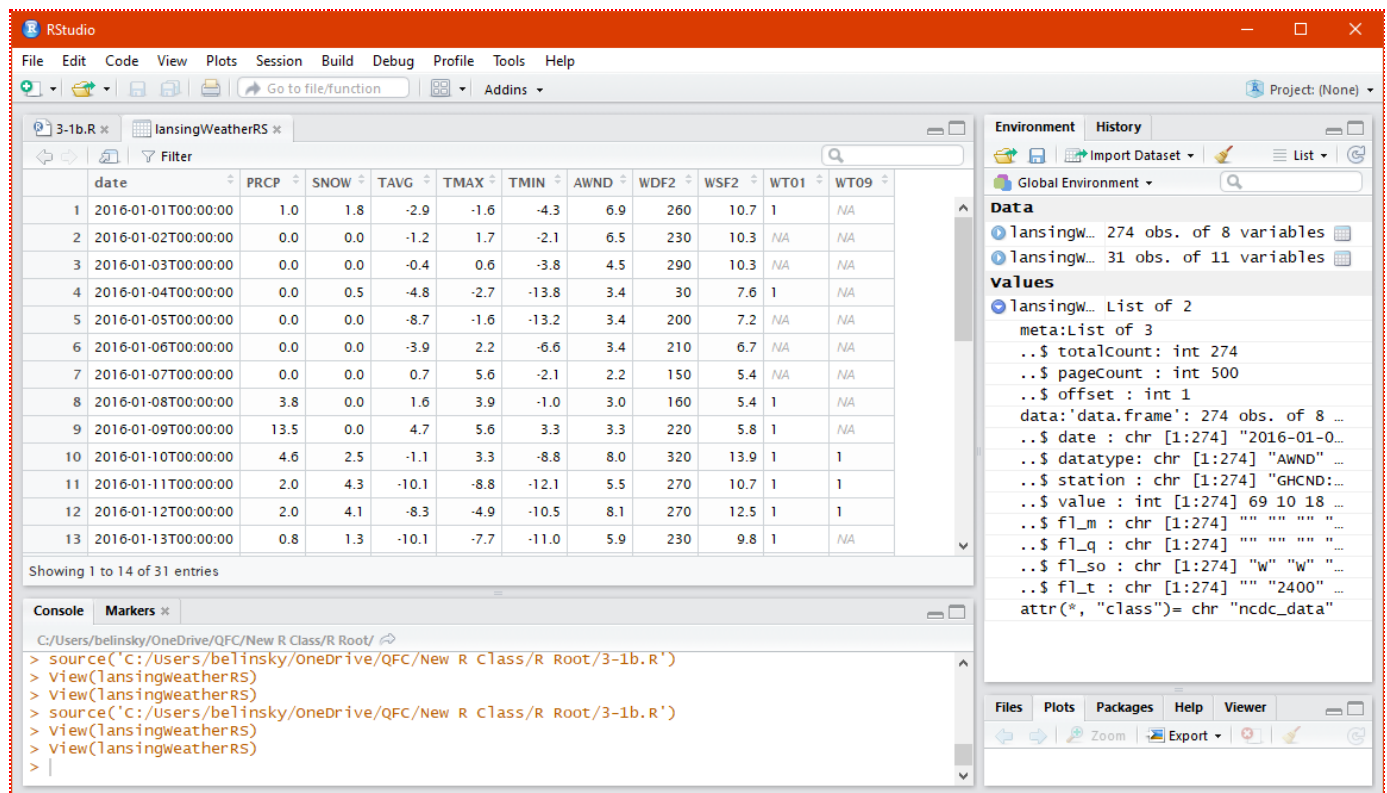 RStudio
File Edit Code View Plots Session Build Debug Profile Tools Help
Go to file/function Addins Project: (None)
3-1b.R lansingWeatherRS
Filter
date PRCP SNOW TAVG TMAX TMIN AWND WDF2 WSF2 WT01 WT09
1 2016-01-01T00:00:00 1.0 1.8 -2.9 -1.6 -4.3 6.9 260 10.7 1 NA
2 2016-01-02T00:00:00 0.0 0.0 -1.2 1.7 -2.1 6.5 230 10.3 NA NA
3 2016-01-03T00:00:00 0.0 0.0 -0.4 0.6 -3.8 4.5 290 10.3 NA NA
4 2016-01-04T00:00:00 0.0 0.5 -4.8 -2.7 -13.8 3.4 30 7.6 1 NA
5 2016-01-05T00:00:00 0.0 0.0 -8.7 -1.6 -13.2 3.4 200 7.2 NA NA
6 2016-01-06T00:00:00 0.0 0.0 -3.9 2.2 -6.6 3.4 210 6.7 NA NA
7 2016-01-07T00:00:00 0.0 0.0 0.7 5.6 -2.1 2.2 150 5.4 NA NA
8 2016-01-08T00:00:00 3.8 0.0 1.6 3.9 -1.0 3.0 160 5.4 1 NA
9 2016-01-09T00:00:00 13.5 0.0 4.7 5.6 3.3 3.3 220 5.8 1 NA
10 2016-01-10T00:00:00 4.6 2.5 -1.1 3.3 -8.8 8.0 320 13.9 1 1
11 2016-01-11T00:00:00 2.0 4.3 -10.1 -8.8 -12.1 5.5 270 10.7 1 1
12 2016-01-12T00:00:00 2.0 4.1 -8.3 -4.9 -10.5 8.1 270 12.5 1 1
13 2016-01-13T00:00:00 0.8 1.3 -10.1 -7.7 -11.0 5.9 230 9.8 1 NA
Showing 1 to 14 of 31 entries
Console Markers
C:/Users/belinsky/OneDrive/QFC/New R Class/R Root/
> source('C:/Users/belinsky/OneDrive/QFC/New R Class/R Root/3-1b.R')
> View(lansingWeatherRS)
> View(lansingWeatherRS)
> source('C:/Users/belinsky/OneDrive/QFC/New R Class/R Root/3-1b.R')
> View(lansingWeatherRS)
> View(lansingWeatherRS)
>
Environment History
Import Dataset List
Global Environment
Data
lansingW… 274 obs. of 8 variables
lansingW… 31 obs. of 11 variables
Values
lansingW… List of 2
meta:List of 3
..$ totalCount: int 274
..$ pageCount : int 500
..$ offset : int 1
data:'data.frame': 274 obs. of 8 …
..$ date : chr [1:274] "2016-01-0…
..$ datatype: chr [1:274] "AWND" …
..$ station : chr [1:274] "GHCND:…
..$ value : int [1:274] 69 10 18 …
..$ fl_m : chr [1:274] "" "" "" "…
..$ fl_q : chr [1:274] "" "" "" "…
..$ fl_so : chr [1:274] "W" "W" "…
..$ fl_t : chr [1:274] "" "2400" …
attr(*, "class")= chr "ncdc_data"
Files Plots Packages Help Viewer
Zoom Export